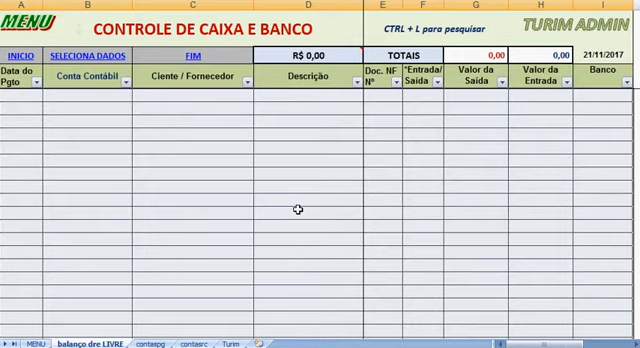 A B C D E F G H I
MENU CONTROLE DE CAIXA E BANCO CTRL + L para pesquisar TURIM ADMIN
INICIO SELECIONA DADOS FIM R$ 0,00 TOTAIS 0,00 0,00 21/11/2017
Data do Pgto Conta Contábil Ciente / Fornecedor Descrição Doc. NF Nº *Entrada/ Saída Valor da Saída Valor da Entrada Banco
MENU balanço dre LIVRE contaspg contasrc Turim